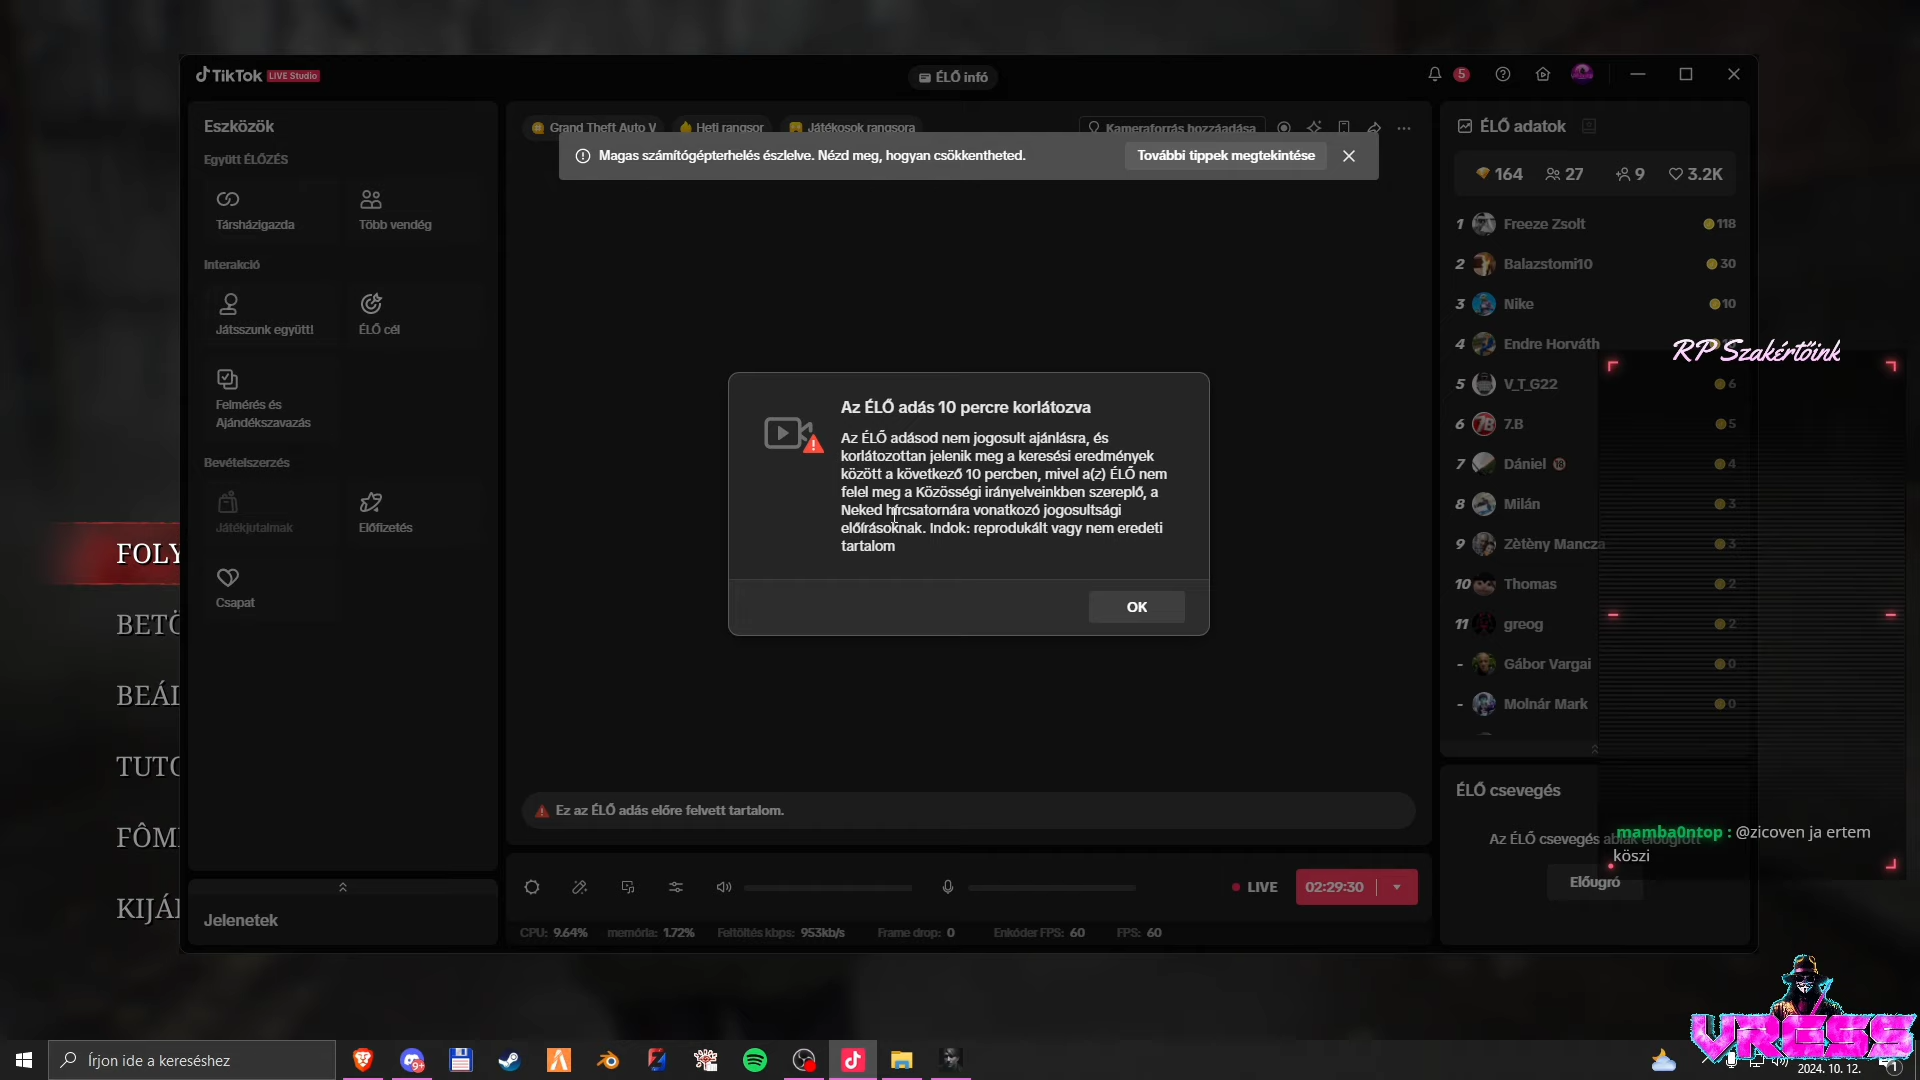 TikTok LIVE Studio
ÉLŐ infó
5
Eszközök
Együtt ÉLŐZÉS
Társházigazda
Több vendég
Interakció
Játsszunk együtt!
ÉLŐ cél
Felmérés és
Ajándékszavazás
Bevételszerzés
Játékjutalmak
Előfizetés
Csapat
Jelenetek
Grand Theft Auto V
Heti rangsor
Játékosok rangsora
Kameraforrás hozzáadása
Magas számítógépterhelés észlelve. Nézd meg, hogyan csökkentheted.
További tippek megtekintése
Az ÉLŐ adás 10 percre korlátozva
Az ÉLŐ adásod nem jogosult ajánlásra, és
korlátozottan jelenik meg a keresési eredmények
között a következő 10 percben, mivel a(z) ÉLŐ nem
felel meg a Közösségi irányelveinkben szereplő, a
Neked hírcsatornára vonatkozó jogosultsági
előírásoknak. Indok: reprodukált vagy nem eredeti
tartalom
OK
Ez az ÉLŐ adás előre felvett tartalom.
LIVE
02:29:30
CPU: 9.64%
memória: 1.72%
Feltöltés kbps: 953kb/s
Frame drop: 0
Enkóder FPS: 60
FPS: 60
ÉLŐ adatok
164
27
9
3.2K
1 Freeze Zsolt 118
2 Balazstomi10 30
3 Nike 10
4 Endre Horváth
5 V_T_G22 6
6 7.B 5
7 Dániel 🔞 4
8 Milán 3
9 Zètèny Mancza 3
10 Thomas 2
11 greog 2
- Gábor Vargai 0
- Molnár Mark 0
RP Szakértőink
ÉLŐ csevegés
Az ÉLŐ csevegés
mamba0ntop : @zicoven ja ertem
köszi
Előugró
FOLY
BETÖ
BEÁL
TUTO
KIJÁ
VRESS
Írjon ide a kereséshez
9+
2024. 10. 12.
1